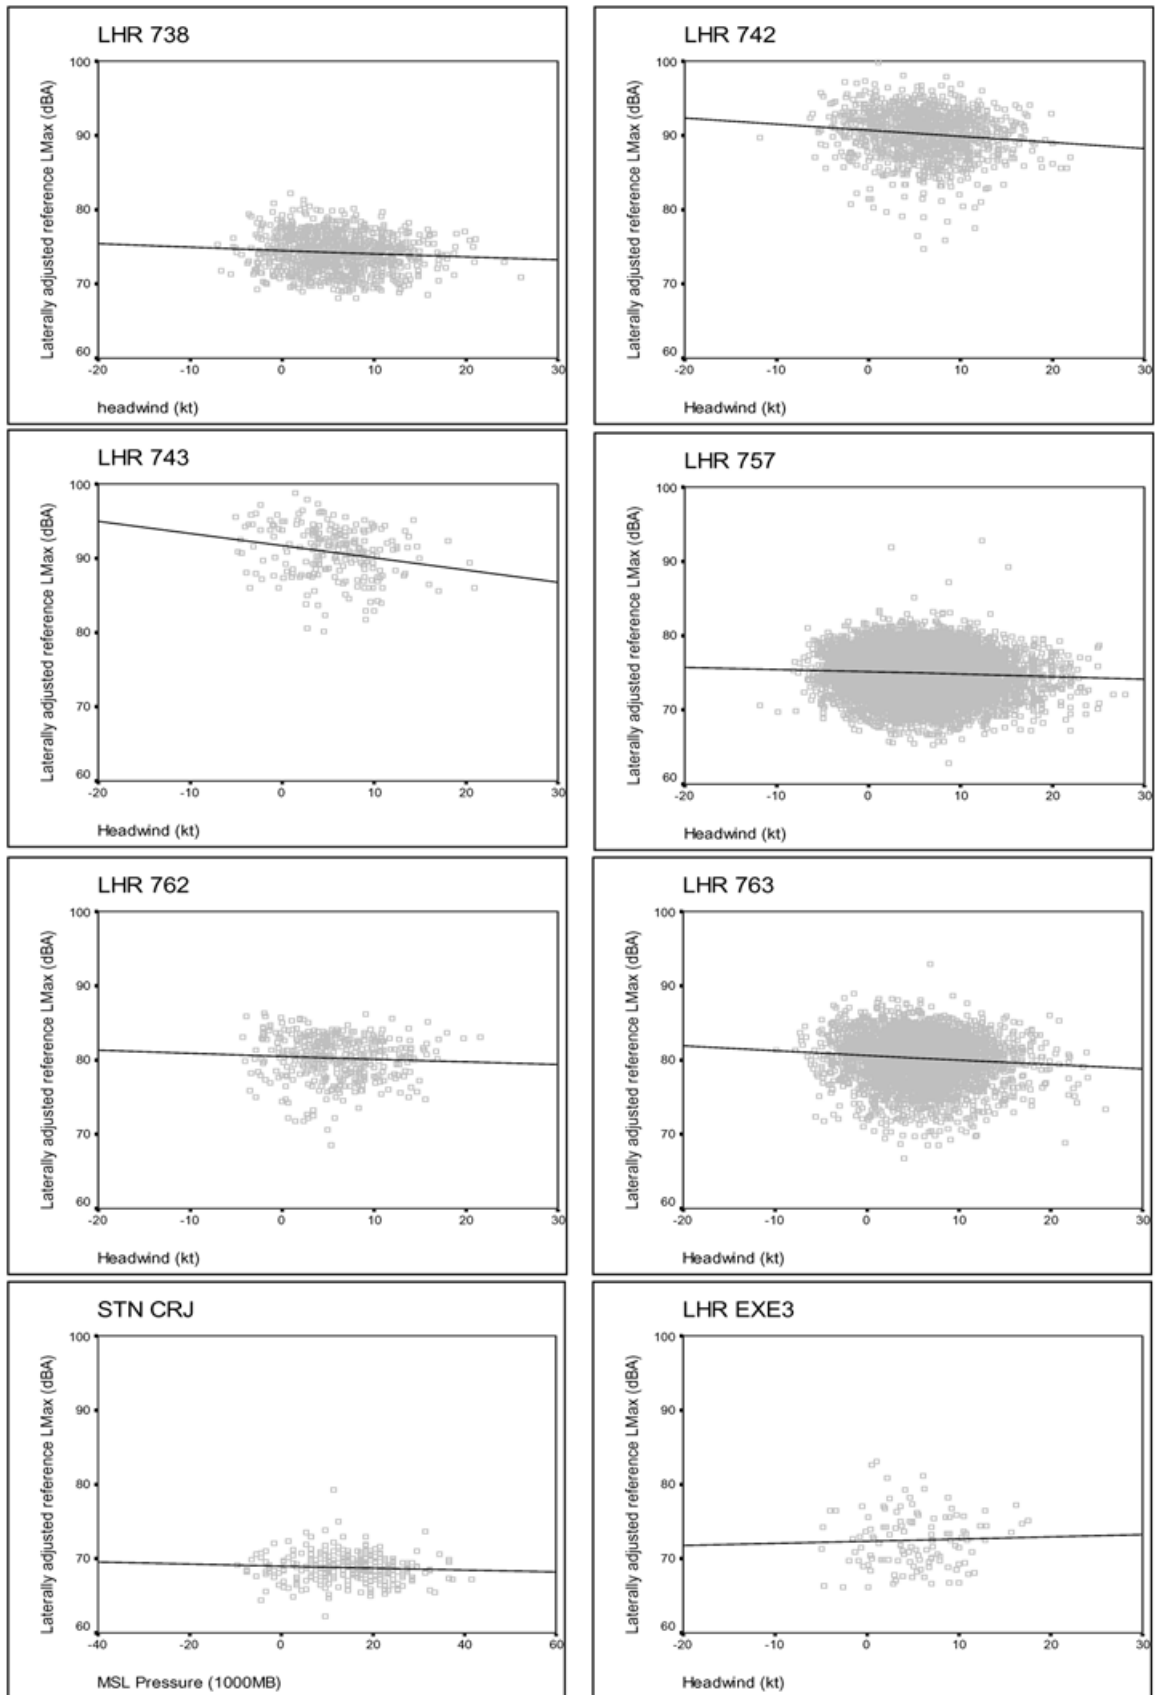 LHR 738
Laterally adjusted reference LMax (dBA)
100
90
80
70
60
-20 -10 0 10 20 30
headwind (kt)
LHR 742
Laterally adjusted reference LMax (dBA)
100
90
80
70
60
-20 -10 0 10 20 30
Headwind (kt)
LHR 743
Laterally adjusted reference LMax (dBA)
100
90
80
70
60
-20 -10 0 10 20 30
Headwind (kt)
LHR 757
Laterally adjusted reference LMax (dBA)
100
90
80
70
60
-20 -10 0 10 20 30
Headwind (kt)
LHR 762
Laterally adjusted reference LMax (dBA)
100
90
80
70
60
-20 -10 0 10 20 30
Headwind (kt)
LHR 763
Laterally adjusted reference LMax (dBA)
100
90
80
70
60
-20 -10 0 10 20 30
Headwind (kt)
STN CRJ
Laterally adjusted reference LMax (dBA)
100
90
80
70
60
-40 -20 0 20 40 60
MSL Pressure (1000MB)
LHR EXE3
Laterally adjusted reference LMax (dBA)
100
90
80
70
60
-20 -10 0 10 20 30
Headwind (kt)